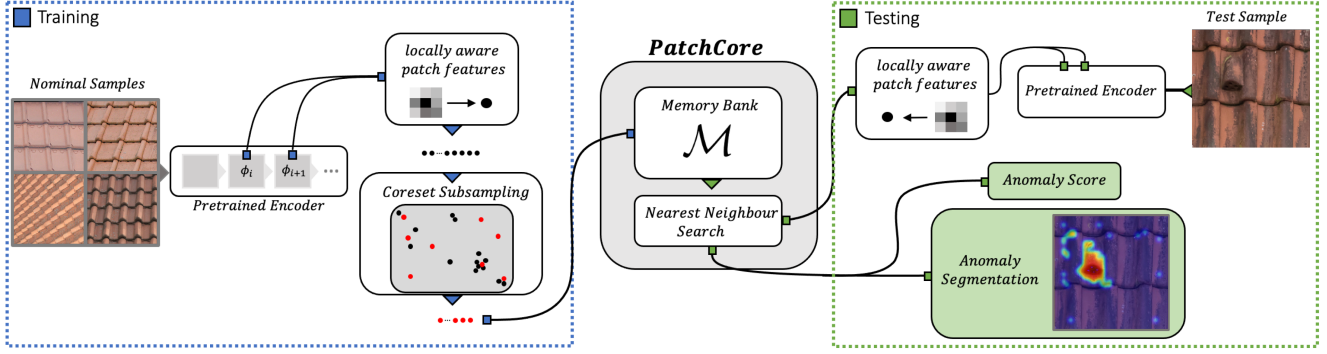 Training
Nominal Samples
ϕᵢ
ϕᵢ₊₁
...
Pretrained Encoder
locally aware
patch features
Coreset Subsampling
PatchCore
Memory Bank
ℳ
Nearest Neighbour
Search
Testing
locally aware
patch features
Pretrained Encoder
Test Sample
Anomaly Score
Anomaly
Segmentation